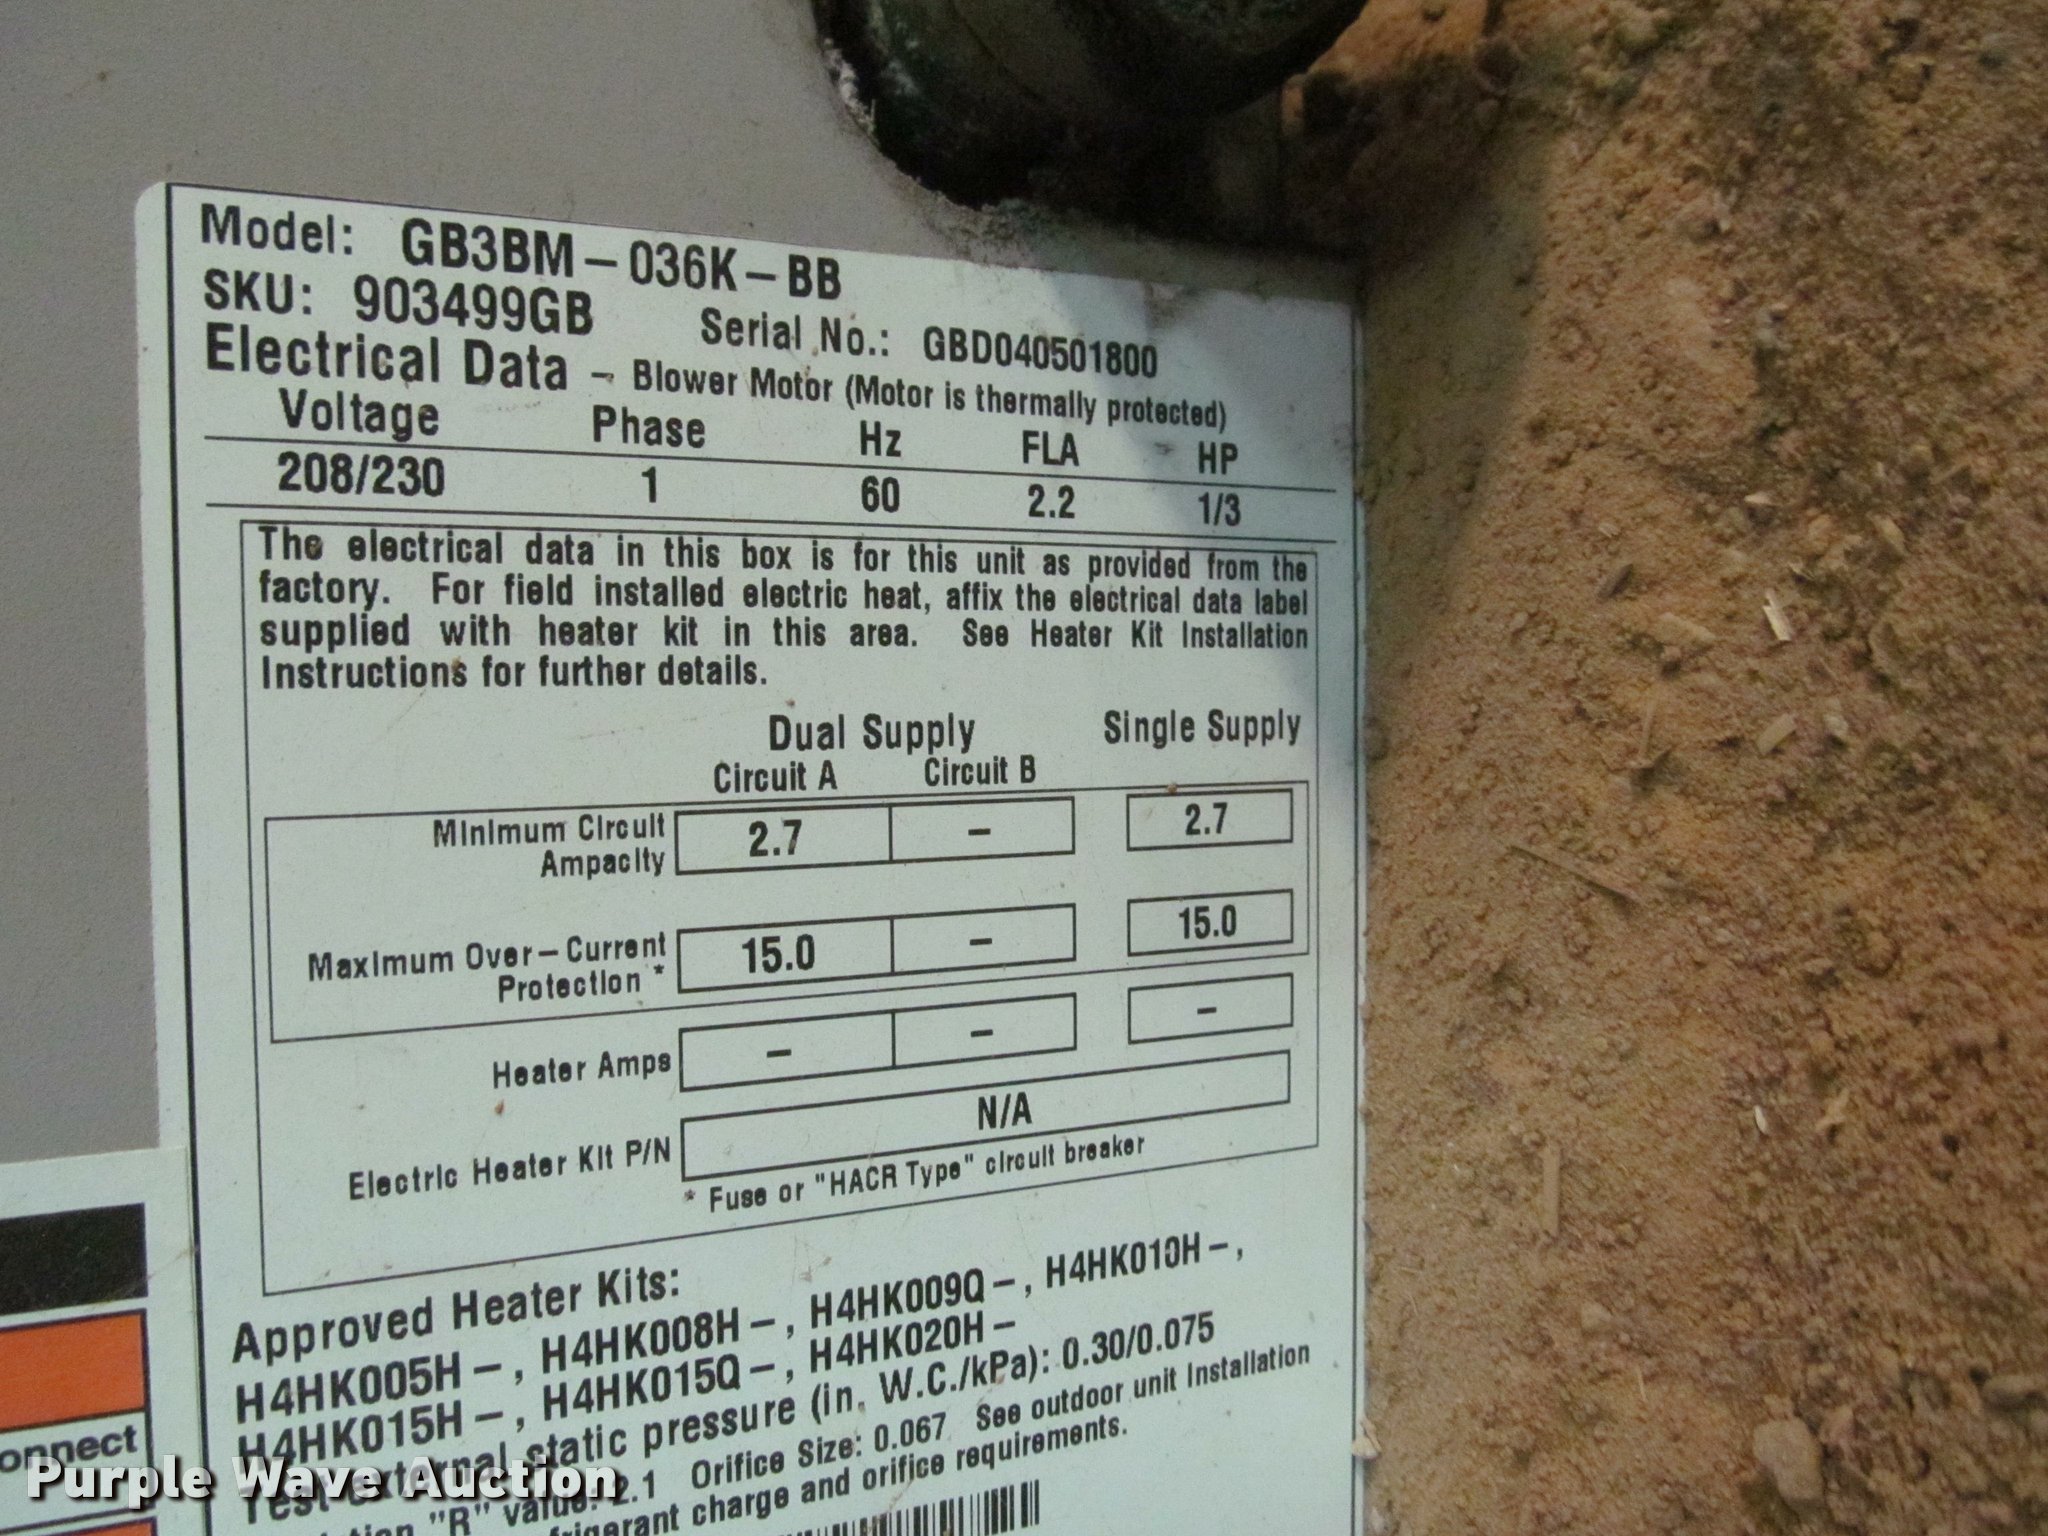 Model: GB3BM-036K-BB
SKU: 903499GB Serial No.: GBD040501800
Electrical Data - Blower Motor (Motor is thermally protected)
Voltage Phase Hz FLA HP
208/230 1 60 2.2 1/3
The electrical data in this box is for this unit as provided from the
factory. For field installed electric heat, affix the electrical data label
supplied with heater kit in this area. See Heater Kit Installation
Instructions for further details.
Dual Supply Single Supply
Circuit A Circuit B
Minimum Circuit
Ampacity 2.7 - 2.7
Maximum Over-Current
Protection * 15.0 - 15.0
Heater Amps - - -
Electric Heater Kit P/N N/A
* Fuse or "HACR Type" circuit breaker
Approved Heater Kits:
H4HK005H-, H4HK008H-, H4HK009Q-, H4HK010H-,
H4HK015H-, H4HK015Q-, H4HK020H-
Test external static pressure (in. W.C./kPa): 0.30/0.075
"R" value: 2.1 Orifice Size: 0.067 See outdoor unit Installation
charge and orifice requirements.
onnect
Purple Wave Auction